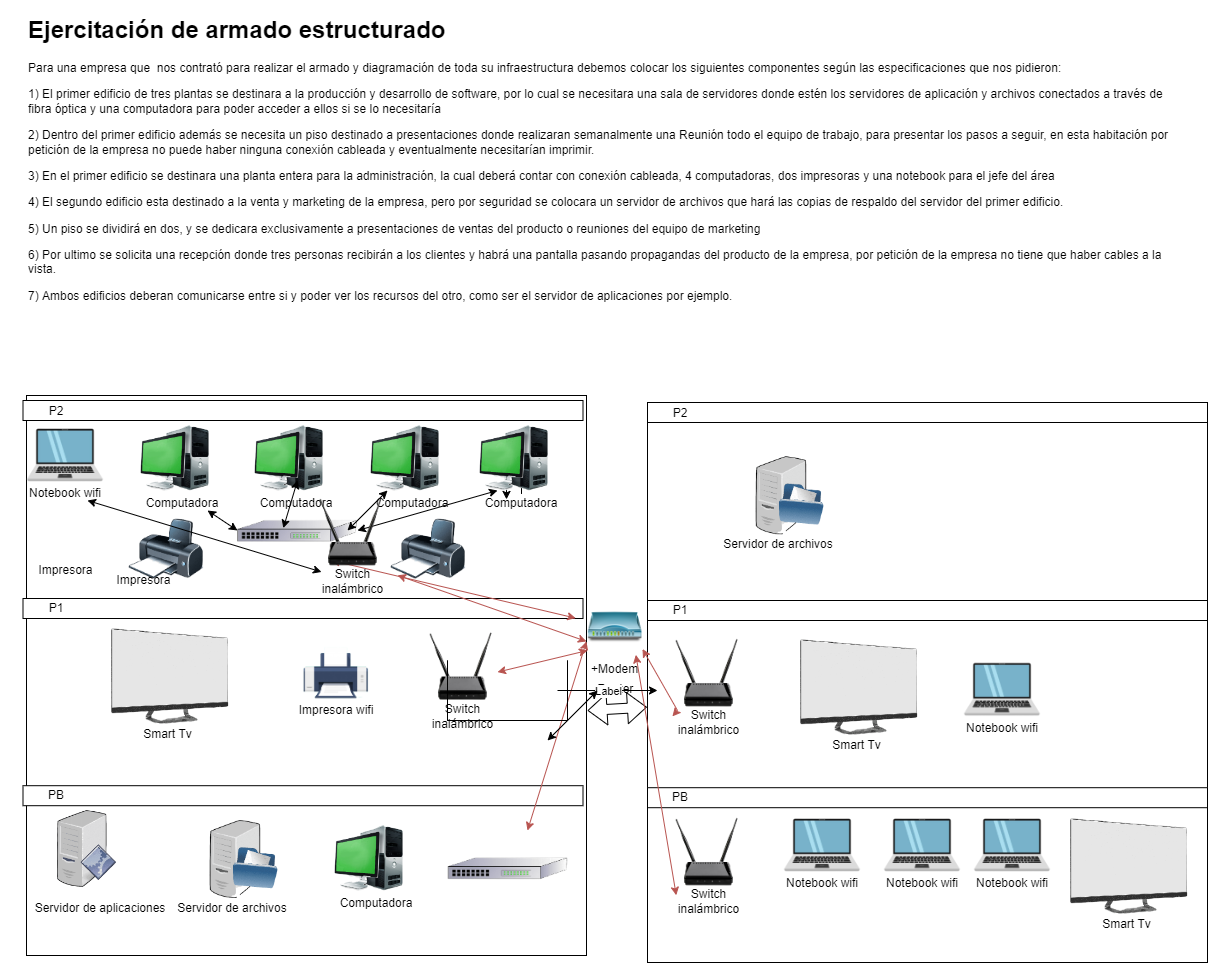 Ejercitación de armado estructurado
Para una empresa que  nos contrató para realizar el armado y diagramación de toda su infraestructura debemos colocar los siguientes componentes según las especificaciones que nos pidieron:
1) El primer edificio de tres plantas se destinara a la producción y desarrollo de software, por lo cual se necesitara una sala de servidores donde estén los servidores de aplicación y archivos conectados a través de
fibra óptica y una computadora para poder acceder a ellos si se lo necesitaría
2) Dentro del primer edificio además se necesita un piso destinado a presentaciones donde realizaran semanalmente una Reunión todo el equipo de trabajo, para presentar los pasos a seguir, en esta habitación por
petición de la empresa no puede haber ninguna conexión cableada y eventualmente necesitarían imprimir.
3) En el primer edificio se destinara una planta entera para la administración, la cual deberá contar con conexión cableada, 4 computadoras, dos impresoras y una notebook para el jefe del área
4) El segundo edificio esta destinado a la venta y marketing de la empresa, pero por seguridad se colocara un servidor de archivos que hará las copias de respaldo del servidor del primer edificio.
5) Un piso se dividirá en dos, y se dedicara exclusivamente a presentaciones de ventas del producto o reuniones del equipo de marketing
6) Por ultimo se solicita una recepción donde tres personas recibirán a los clientes y habrá una pantalla pasando propagandas del producto de la empresa, por petición de la empresa no tiene que haber cables a la
vista.
7) Ambos edificios deberan comunicarse entre si y poder ver los recursos del otro, como ser el servidor de aplicaciones por ejemplo.
P2
Notebook wifi
Computadora
Computadora
Computadora
Computadora
Impresora
Impresora
Switch
inalámbrico
P1
Smart Tv
Impresora wifi
Switch
inalámbrico
PB
Servidor de aplicaciones
Servidor de archivos
Computadora
+Modem
Label
P2
Servidor de archivos
P1
Switch
inalámbrico
Smart Tv
Notebook wifi
PB
Switch
inalámbrico
Notebook wifi
Notebook wifi
Notebook wifi
Smart Tv